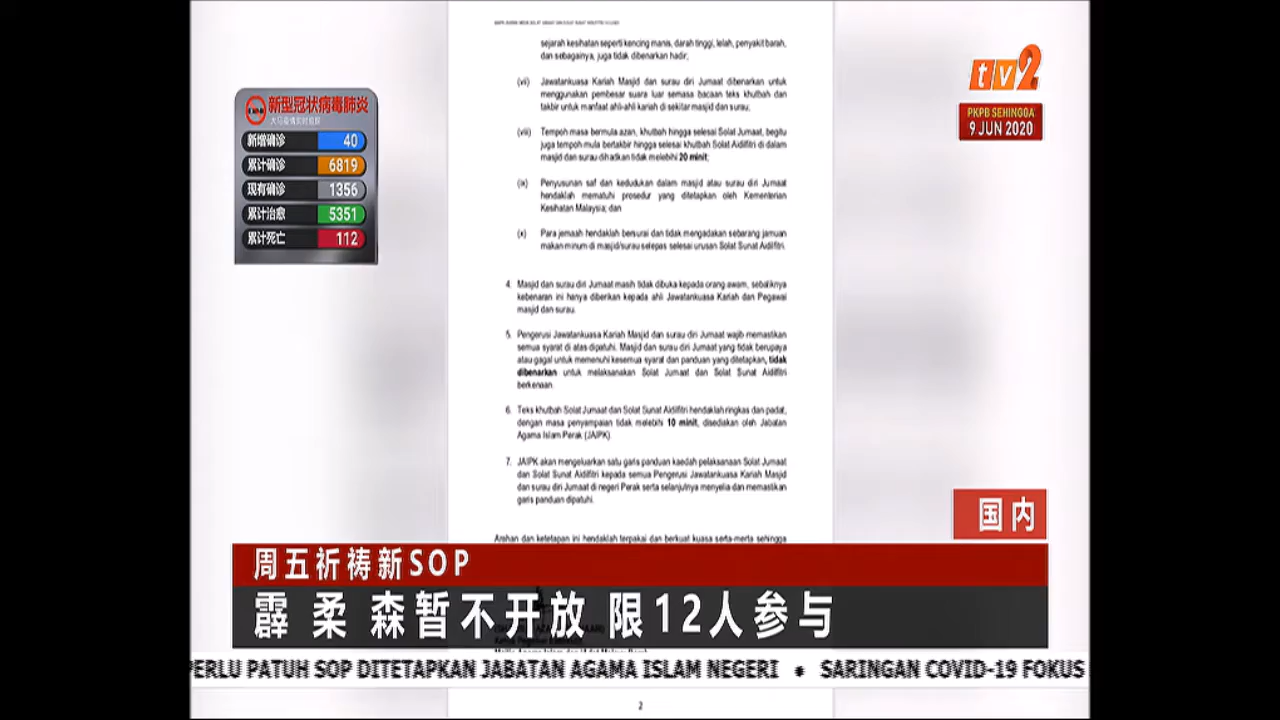 sejarah kesihatan seperti kencing manis, darah tinggi, lelah, penyakit barah,
dan sebagainya, juga tidak dibenarkan hadir;
(vii) Jawatankuasa Kariah Masjid dan surau diri Jumaat dibenarkan untuk
menggunakan pembesar suara luar semasa bacaan teks khutbah dan
takbir untuk manfaat ahli-ahli kariah di sekitar masjid dan surau;
(viii) Tempoh masa bermula azan, khutbah hingga selesai Solat Jumaat, begitu
juga tempoh mula bertakbir hingga selesai khutbah Solat Aidilfitri di dalam
masjid dan surau dihadkan tidak melebihi 20 minit;
(ix) Penyusunan saf dan kedudukan dalam masjid atau surau diri Jumaat
hendaklah mematuhi prosedur yang ditetapkan oleh Kementerian
Kesihatan Malaysia; dan
(x) Para jemaah hendaklah bersurai dan tidak mengadakan sebarang jamuan
makan minum di masjid/surau selepas selesai urusan Solat Sunat Aidilfitri.
4. Masjid dan surau diri Jumaat masih tidak dibuka kepada orang awam, sebaliknya
kebenaran ini hanya diberikan kepada ahli Jawatankuasa Kariah dan Pegawai
masjid dan surau.
5. Pengerusi Jawatankuasa Kariah Masjid dan surau diri Jumaat wajib memastikan
semua syarat di atas dipatuhi. Masjid dan surau diri Jumaat yang tidak berupaya
atau gagal untuk memenuhi kesemua syarat dan panduan yang ditetapkan, tidak
dibenarkan untuk melaksanakan Solat Jumaat dan Solat Sunat Aidilfitri
berkenaan.
6. Teks khutbah Solat Jumaat dan Solat Sunat Aidilfitri hendaklah ringkas dan padat,
dengan masa penyampaian tidak melebihi 10 minit, disediakan oleh Jabatan
Agama Islam Perak (JAIPK).
7. JAIPK akan mengeluarkan satu garis panduan kaedah pelaksanaan Solat Jumaat
dan Solat Sunat Aidilfitri kepada semua Pengerusi Jawatankuasa Kariah Masjid
dan surau diri Jumaat di negeri Perak serta selanjutnya menyelia dan memastikan
garis panduan dipatuhi.
Arahan dan ketetapan ini hendaklah terpakai dan berkuat kuasa serta-merta sehingga
新型冠状病毒肺炎
新增确诊 40
累计确诊 6819
现有确诊 1356
累计治愈 5351
累计死亡 112
tv2
PKPB SEHINGGA
9 JUN 2020
国内
周五祈祷新SOP
霹 柔 森暂不开放 限12人参与
PERLU PATUH SOP DITETAPKAN JABATAN AGAMA ISLAM NEGERI • SARINGAN COVID-19 FOKUS
2